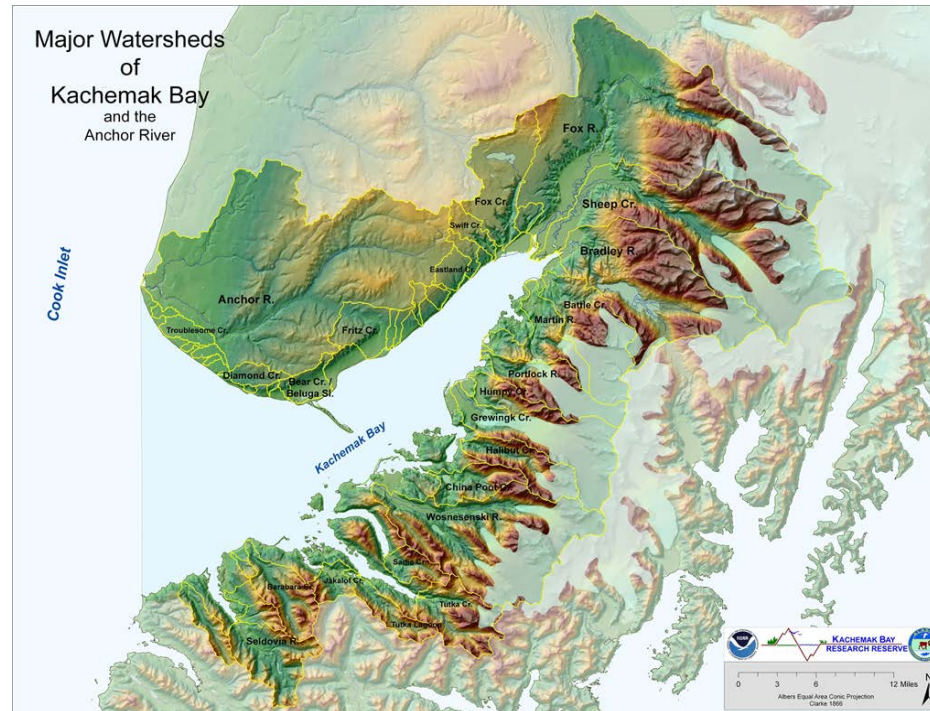 Major Watersheds
of
Kachemak Bay
and the
Anchor River
Cook Inlet
Fox R.
Fox Cr.
Sheep Cr.
Swift Cr.
Bradley R.
Eastland Cr.
Anchor R.
Battle Cr.
Martin R.
Troublesome Cr.
Fritz Cr.
Diamond Cr.
Bear Cr. /
Beluga Sl.
Portlock R.
Humpy Cr.
Grewingk Cr.
Kachemak Bay
Halibut Cr.
China Poot Cr.
Wosnesenski R.
Sadie Cr.
Jakalof Cr.
Barabara Cr.
Tutka Cr.
Tutka Lagoon
Seldovia R.
KACHEMAK BAY
RESEARCH RESERVE
0 3 6 12 Miles
Albers Equal Area Conic Projection
Clarke 1866
N